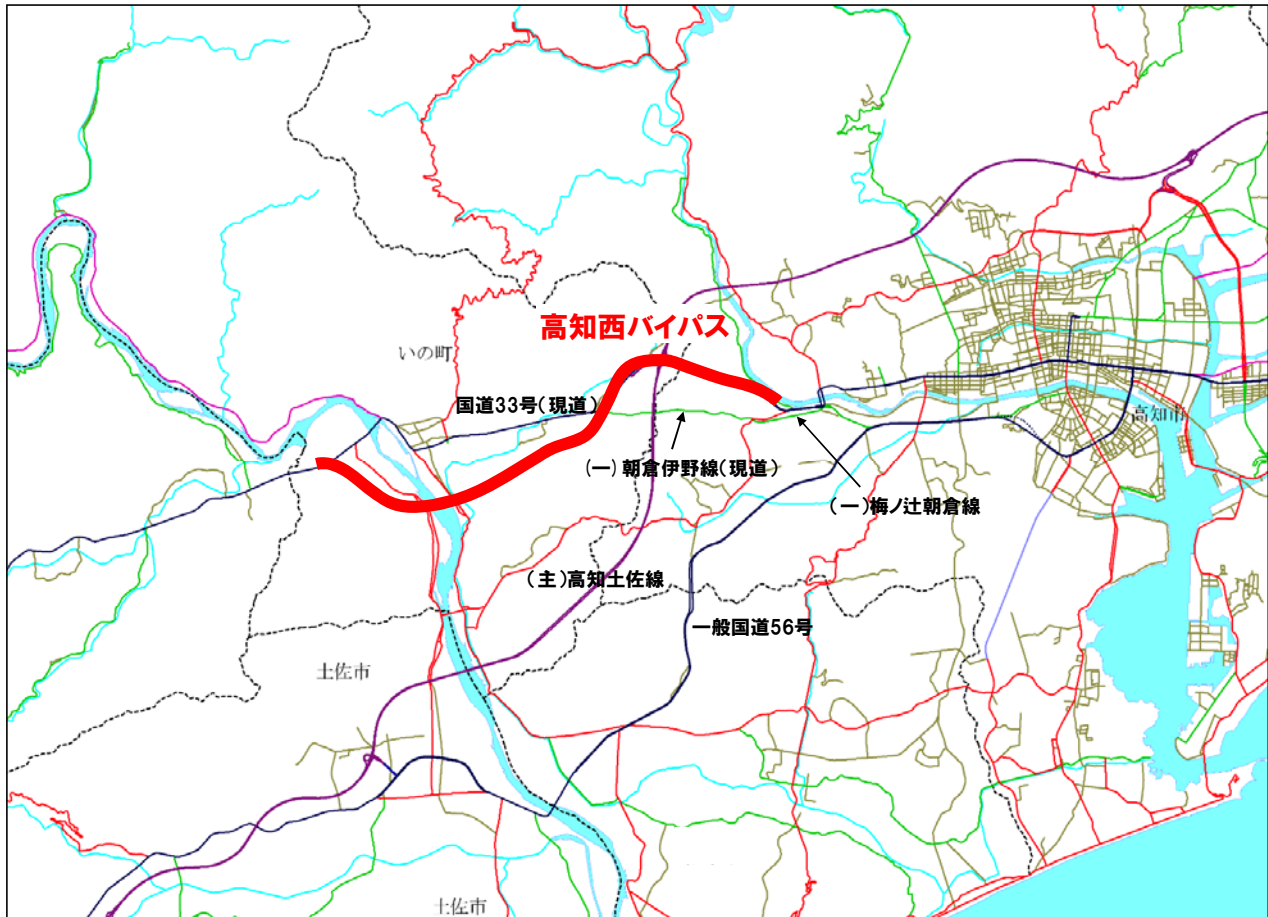 高知西バイパス
いの町
国道33号(現道)
高知市
(一)朝倉伊野線(現道)
(一)梅ノ辻朝倉線
(主)高知土佐線
一般国道56号
土佐市
土佐市